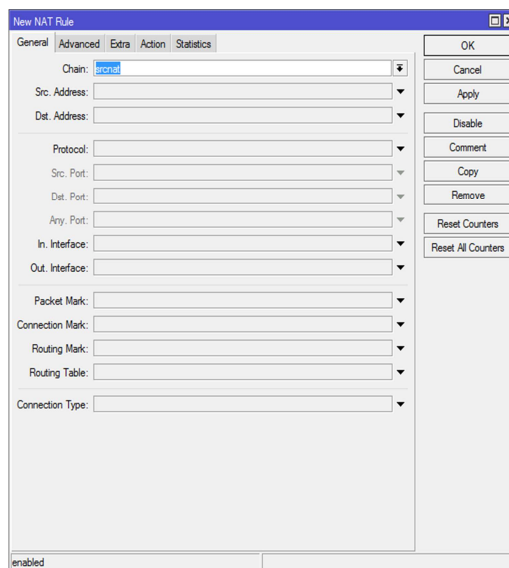 New NAT Rule
General Advanced Extra Action Statistics
Chain: srcnat
Src. Address:
Dst. Address:
Protocol:
Src. Port:
Dst. Port:
Any. Port:
In. Interface:
Out. Interface:
Packet Mark:
Connection Mark:
Routing Mark:
Routing Table:
Connection Type:
OK
Cancel
Apply
Disable
Comment
Copy
Remove
Reset Counters
Reset All Counters
enabled